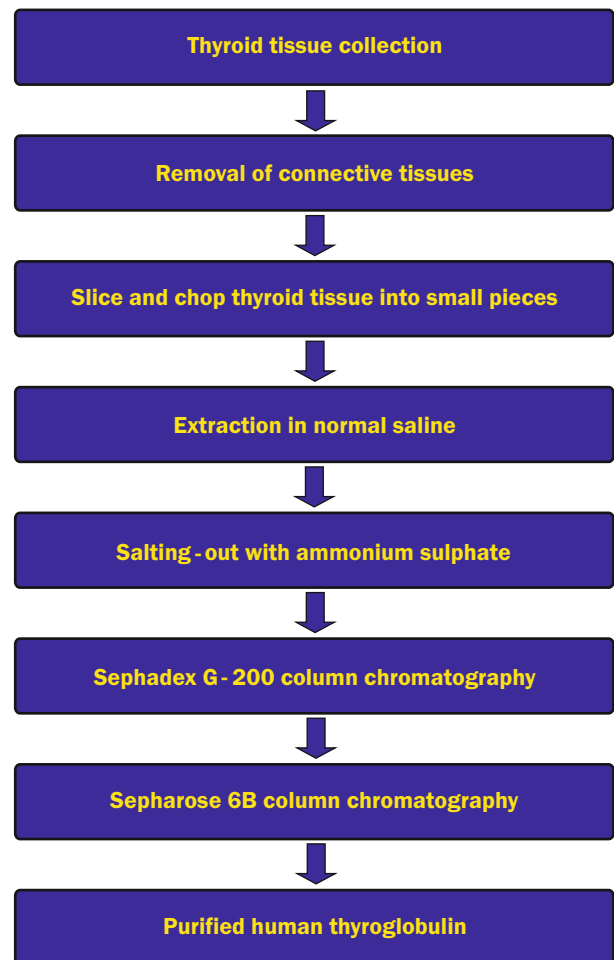 Thyroid tissue collection
Removal of connective tissues
Slice and chop thyroid tissue into small pieces
Extraction in normal saline
Salting-out with ammonium sulphate
Sephadex G-200 column chromatography
Sepharose 6B column chromatography
Purified human thyroglobulin